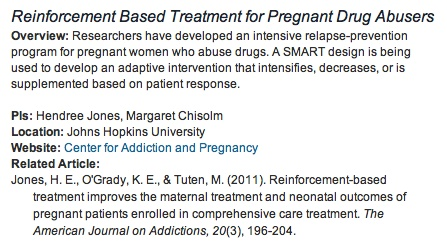 Reinforcement Based Treatment for Pregnant Drug Abusers
Overview: Researchers have developed an intensive relapse-prevention
program for pregnant women who abuse drugs. A SMART design is being
used to develop an adaptive intervention that intensifies, decreases, or is
supplemented based on patient response.
PIs: Hendree Jones, Margaret Chisolm
Location: Johns Hopkins University
Website: Center for Addiction and Pregnancy
Related Article:
Jones, H. E., O'Grady, K. E., & Tuten, M. (2011). Reinforcement-based
treatment improves the maternal treatment and neonatal outcomes of
pregnant patients enrolled in comprehensive care treatment. The
American Journal on Addictions, 20(3), 196-204.